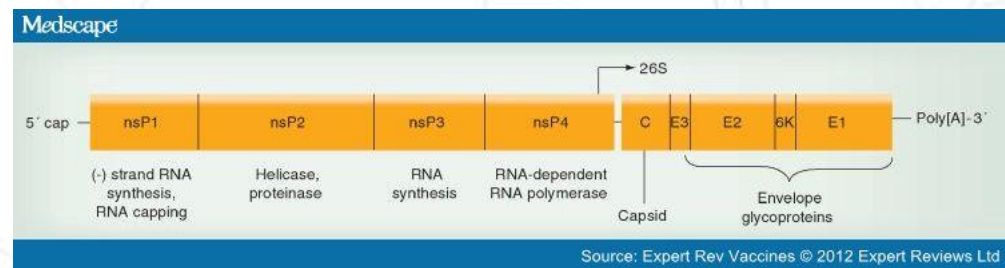 Medscape
26S
5´ cap
nsP1
nsP2
nsP3
nsP4
C
E3
E2
6K
E1
Poly[A]-3´
(-) strand RNA
synthesis,
RNA capping
Helicase,
proteinase
RNA
synthesis
RNA-dependent
RNA polymerase
Capsid
Envelope
glycoproteins
Source: Expert Rev Vaccines © 2012 Expert Reviews Ltd